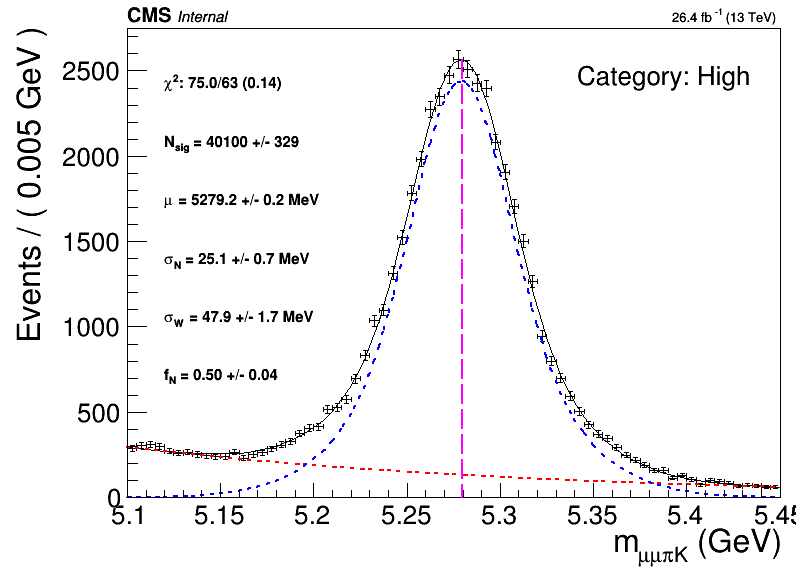 CMS Internal
26.4 fb⁻¹ (13 TeV)
Category: High
χ²: 75.0/63 (0.14)
N_sig = 40100 +/- 329
μ = 5279.2 +/- 0.2 MeV
σ_N = 25.1 +/- 0.7 MeV
σ_W = 47.9 +/- 1.7 MeV
f_N = 0.50 +/- 0.04
Events / ( 0.005 GeV )
2500
2000
1500
1000
500
0
5.1 5.15 5.2 5.25 5.3 5.35 5.4 5.45
m_μμπK (GeV)